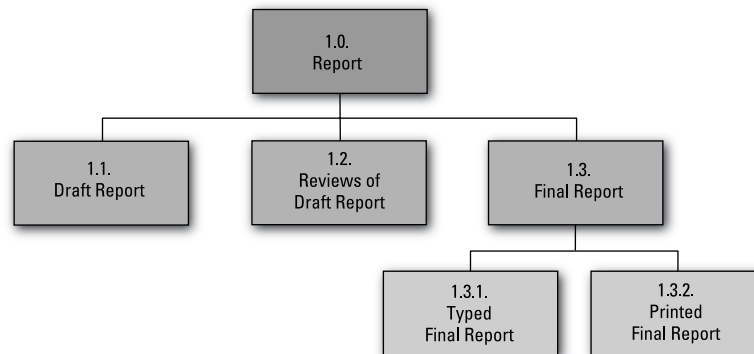 1.0.
Report
1.1.
Draft Report
1.2.
Reviews of
Draft Report
1.3.
Final Report
1.3.1.
Typed
Final Report
1.3.2.
Printed
Final Report